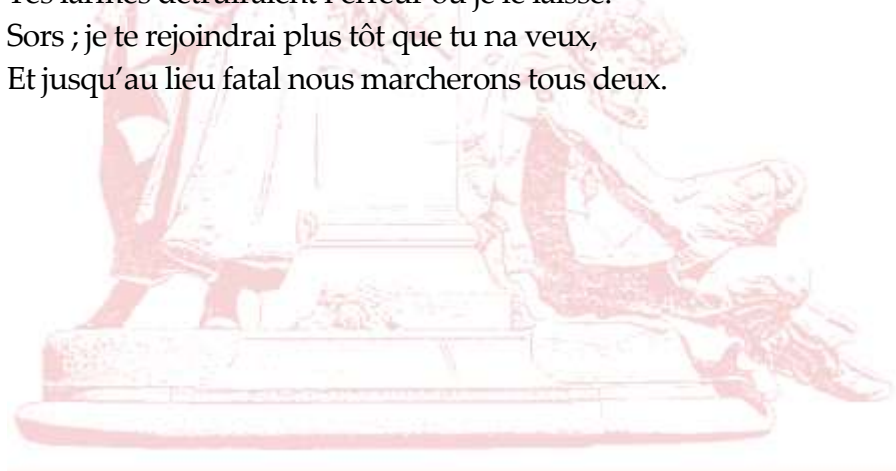 Tes larmes détruiraient l’erreur où je le laisse.
Sors ; je te rejoindrai plus tôt que tu na veux,
Et jusqu’au lieu fatal nous marcherons tous deux.